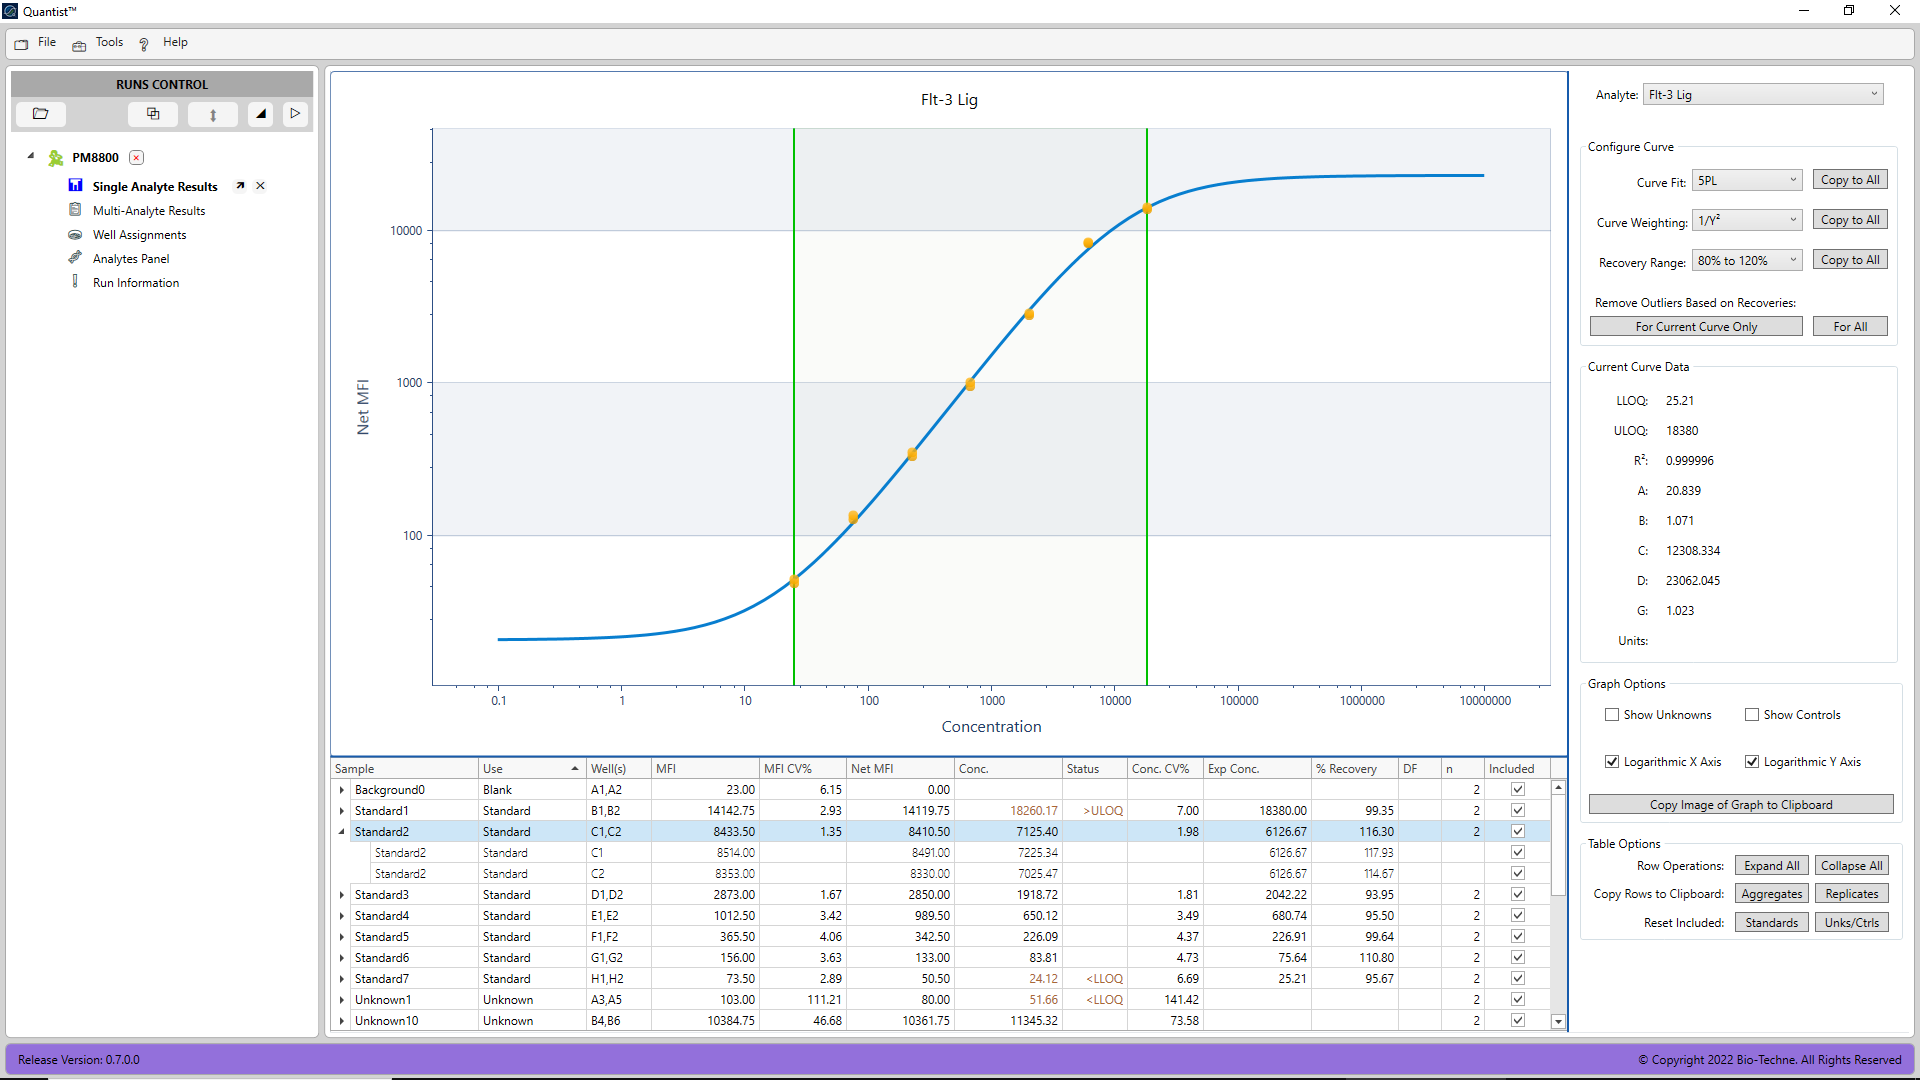 Quantist™
File Tools ? Help
RUNS CONTROL
PM8800
Single Analyte Results
Multi-Analyte Results
Well Assignments
Analytes Panel
Run Information
Flt-3 Lig
10000
1000
100
Net MFI
0.1 1 10 100 1000 10000 100000 1000000 10000000
Concentration
Sample Use Well(s) MFI MFI CV% Net MFI Conc. Status Conc. CV% Exp Conc. % Recovery DF n Included
Background0 Blank A1,A2 23.00 6.15 0.00 2
Standard1 Standard B1,B2 14142.75 2.93 14119.75 18260.17 >ULOQ 7.00 18380.00 99.35 2
Standard2 Standard C1,C2 8433.50 1.35 8410.50 7125.40 1.98 6126.67 116.30 2
Standard2 Standard C1 8514.00 8491.00 7225.34 6126.67 117.93
Standard2 Standard C2 8353.00 8330.00 7025.47 6126.67 114.67
Standard3 Standard D1,D2 2873.00 1.67 2850.00 1918.72 1.81 2042.22 93.95 2
Standard4 Standard E1,E2 1012.50 3.42 989.50 650.12 3.49 680.74 95.50 2
Standard5 Standard F1,F2 365.50 4.06 342.50 226.09 4.37 226.91 99.64 2
Standard6 Standard G1,G2 156.00 3.63 133.00 83.81 4.73 75.64 110.80 2
Standard7 Standard H1,H2 73.50 2.89 50.50 24.12 <LLOQ 6.69 25.21 95.67 2
Unknown1 Unknown A3,A5 103.00 111.21 80.00 51.66 <LLOQ 141.42 2
Unknown10 Unknown B4,B6 10384.75 46.68 10361.75 11345.32 73.58 2
Analyte: Flt-3 Lig
Configure Curve
Curve Fit: 5PL Copy to All
Curve Weighting: 1/Y² Copy to All
Recovery Range: 80% to 120% Copy to All
Remove Outliers Based on Recoveries:
For Current Curve Only For All
Current Curve Data
LLOQ: 25.21
ULOQ: 18380
R²: 0.999996
A: 20.839
B: 1.071
C: 12308.334
D: 23062.045
G: 1.023
Units:
Graph Options
Show Unknowns Show Controls
Logarithmic X Axis Logarithmic Y Axis
Copy Image of Graph to Clipboard
Table Options
Row Operations: Expand All Collapse All
Copy Rows to Clipboard: Aggregates Replicates
Reset Included: Standards Unks/Ctrls
Release Version: 0.7.0.0
© Copyright 2022 Bio-Techne. All Rights Reserved